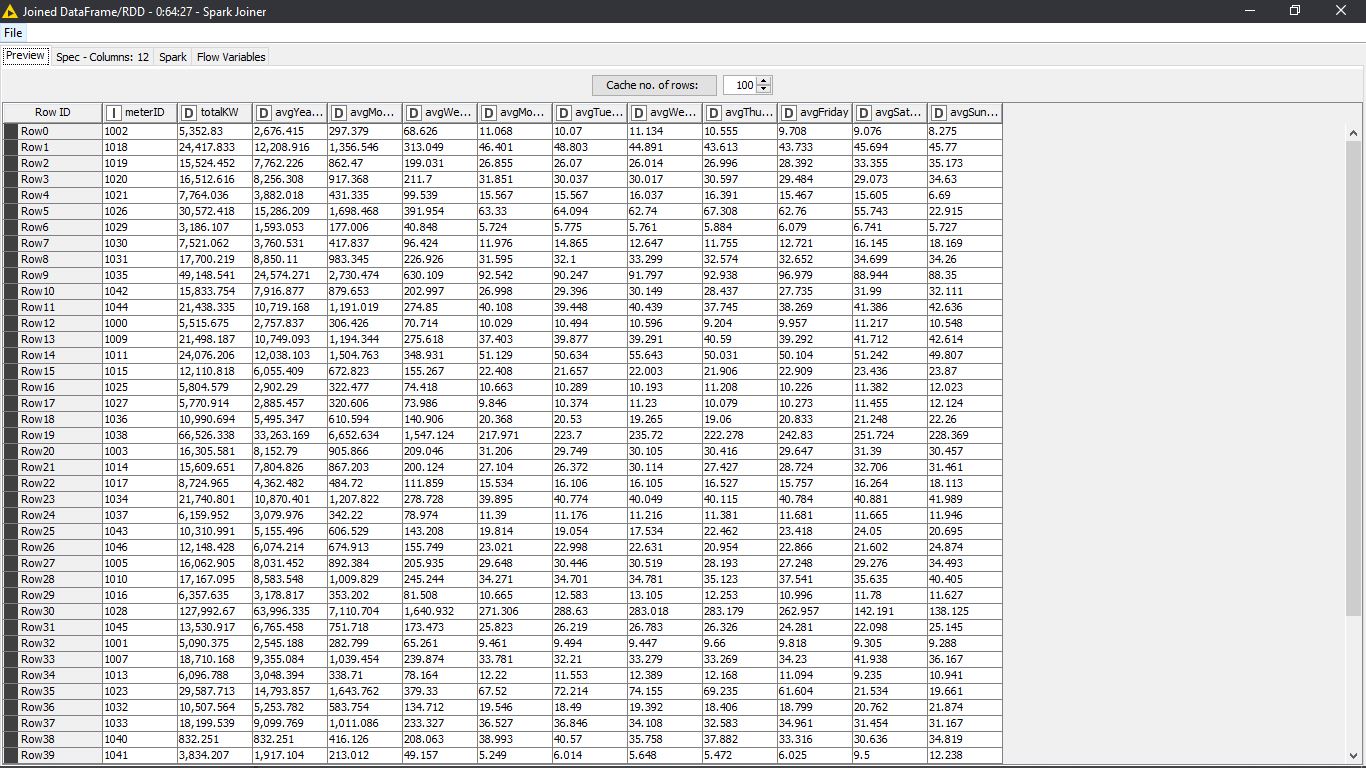 Joined DataFrame/RDD - 0:64:27 - Spark Joiner
File
Preview Spec - Columns: 12 Spark Flow Variables
Cache no. of rows: 100
Row ID I meterID D totalKW D avgYea... D avgMo... D avgWe... D avgMo... D avgTue... D avgWe... D avgThu... D avgFriday D avgSat... D avgSun...
Row0 1002 5,352.83 2,676.415 297.379 68.626 11.068 10.07 11.134 10.555 9.708 9.076 8.275
Row1 1018 24,417.833 12,208.916 1,356.546 313.049 46.401 48.803 44.891 43.613 43.733 45.694 45.77
Row2 1019 15,524.452 7,762.226 862.47 199.031 26.855 26.07 26.014 26.996 28.392 33.355 35.173
Row3 1020 16,512.616 8,256.308 917.368 211.7 31.851 30.037 30.017 30.597 29.484 29.073 34.63
Row4 1021 7,764.036 3,882.018 431.335 99.539 15.567 15.567 16.037 16.391 15.467 15.605 6.69
Row5 1026 30,572.418 15,286.209 1,698.468 391.954 63.33 64.094 62.74 67.308 62.76 55.743 22.915
Row6 1029 3,186.107 1,593.053 177.006 40.848 5.724 5.775 5.761 5.884 6.079 6.741 5.727
Row7 1030 7,521.062 3,760.531 417.837 96.424 11.976 14.865 12.647 11.755 12.721 16.145 18.169
Row8 1031 17,700.219 8,850.11 983.345 226.926 31.595 32.1 33.299 32.574 32.652 34.699 34.26
Row9 1035 49,148.541 24,574.271 2,730.474 630.109 92.542 90.247 91.797 92.938 96.979 88.944 88.35
Row10 1042 15,833.754 7,916.877 879.653 202.997 26.998 29.396 30.149 28.437 27.735 31.99 32.111
Row11 1044 21,438.335 10,719.168 1,191.019 274.85 40.108 39.448 40.439 37.745 38.269 41.386 42.636
Row12 1000 5,515.675 2,757.837 306.426 70.714 10.029 10.494 10.596 9.204 9.957 11.217 10.548
Row13 1009 21,498.187 10,749.093 1,194.344 275.618 37.403 39.877 39.291 40.59 39.292 41.712 42.614
Row14 1011 24,076.206 12,038.103 1,504.763 348.931 51.129 50.634 55.643 50.031 50.104 51.242 49.807
Row15 1015 12,110.818 6,055.409 672.823 155.267 22.408 21.657 22.003 21.906 22.909 23.436 23.87
Row16 1025 5,804.579 2,902.29 322.477 74.418 10.663 10.289 10.193 11.208 10.226 11.382 12.023
Row17 1027 5,770.914 2,885.457 320.606 73.986 9.846 10.374 11.23 10.079 10.273 11.455 12.124
Row18 1036 10,990.694 5,495.347 610.594 140.906 20.368 20.53 19.265 19.06 20.833 21.248 22.26
Row19 1038 66,526.338 33,263.169 6,652.634 1,547.124 217.971 223.7 235.72 222.278 242.83 251.724 228.369
Row20 1003 16,305.581 8,152.79 905.866 209.046 31.206 29.749 30.105 30.416 29.647 31.39 30.457
Row21 1014 15,609.651 7,804.826 867.203 200.124 27.104 26.372 30.114 27.427 28.724 32.706 31.461
Row22 1017 8,724.965 4,362.482 484.72 111.859 15.534 16.106 16.105 16.527 15.757 16.264 18.113
Row23 1034 21,740.801 10,870.401 1,207.822 278.728 39.895 40.774 40.049 40.115 40.784 40.881 41.989
Row24 1037 6,159.952 3,079.976 342.22 78.974 11.39 11.176 11.216 11.381 11.681 11.665 11.946
Row25 1043 10,310.991 5,155.496 606.529 143.208 19.814 19.054 17.534 22.462 23.418 24.05 20.695
Row26 1046 12,148.428 6,074.214 674.913 155.749 23.021 22.998 22.631 20.954 22.866 21.602 24.874
Row27 1005 16,062.905 8,031.452 892.384 205.935 29.648 30.446 30.519 28.193 27.248 29.276 34.493
Row28 1010 17,167.095 8,583.548 1,009.829 245.244 34.271 34.701 34.781 35.123 37.541 35.635 40.405
Row29 1016 6,357.635 3,178.817 353.202 81.508 10.665 12.583 13.105 12.253 10.996 11.78 11.627
Row30 1028 127,992.67 63,996.335 7,110.704 1,640.932 271.306 288.63 283.018 283.179 262.957 142.191 138.125
Row31 1045 13,530.917 6,765.458 751.718 173.473 25.823 26.219 26.783 26.326 24.281 22.098 25.145
Row32 1001 5,090.375 2,545.188 282.799 65.261 9.461 9.494 9.447 9.66 9.818 9.305 9.288
Row33 1007 18,710.168 9,355.084 1,039.454 239.874 33.781 32.21 33.279 33.269 34.23 41.938 36.167
Row34 1013 6,096.788 3,048.394 338.71 78.164 12.22 11.553 12.389 12.168 11.094 9.235 10.941
Row35 1023 29,587.713 14,793.857 1,643.762 379.33 67.52 72.214 74.155 69.235 61.604 21.534 19.661
Row36 1032 10,507.564 5,253.782 583.754 134.712 19.546 18.49 19.392 18.406 18.799 20.762 21.874
Row37 1033 18,199.539 9,099.769 1,011.086 233.327 36.527 36.846 34.108 32.583 34.961 31.454 31.167
Row38 1040 832.251 832.251 416.126 208.063 38.993 40.57 35.758 37.882 33.316 30.636 34.819
Row39 1041 3,834.207 1,917.104 213.012 49.157 5.249 6.014 5.648 5.472 6.025 9.5 12.238